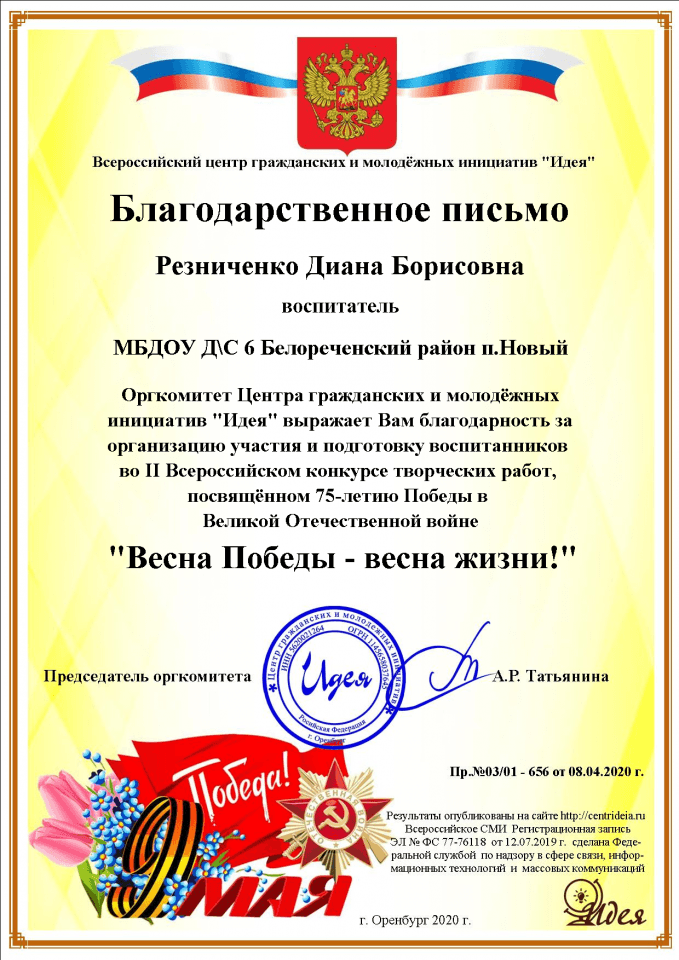 Всероссийский центр гражданских и молодёжных инициатив "Идея"
Благодарственное письмо
Резниченко Диана Борисовна
воспитатель
МБДОУ Д\С 6 Белореченский район п.Новый
Оргкомитет Центра гражданских и молодёжных
инициатив "Идея" выражает Вам благодарность за
организацию участия и подготовку воспитанников
во II Всероссийском конкурсе творческих работ,
посвящённом 75-летию Победы в
Великой Отечественной войне
"Весна Победы - весна жизни!"
Председатель оргкомитета
Центр гражданских и молодежных инициатив
ИНН 5620021264
ОГРН 1145658037645
Идея
Российская Федерация
г. Оренбург
А.Р. Татьянина
Пр.№03/01 - 656 от 08.04.2020 г.
Победа!
ОТЕЧЕСТВЕННАЯ ВОЙНА
9 МАЯ
Результаты опубликованы на сайте http://centrideia.ru
Всероссийское СМИ Регистрационная запись
ЭЛ № ФС 77-76118 от 12.07.2019 г. сделана Феде-
ральной службой по надзору в сфере связи, инфор-
мационных технологий и массовых коммуникаций
Идея
г. Оренбург 2020 г.